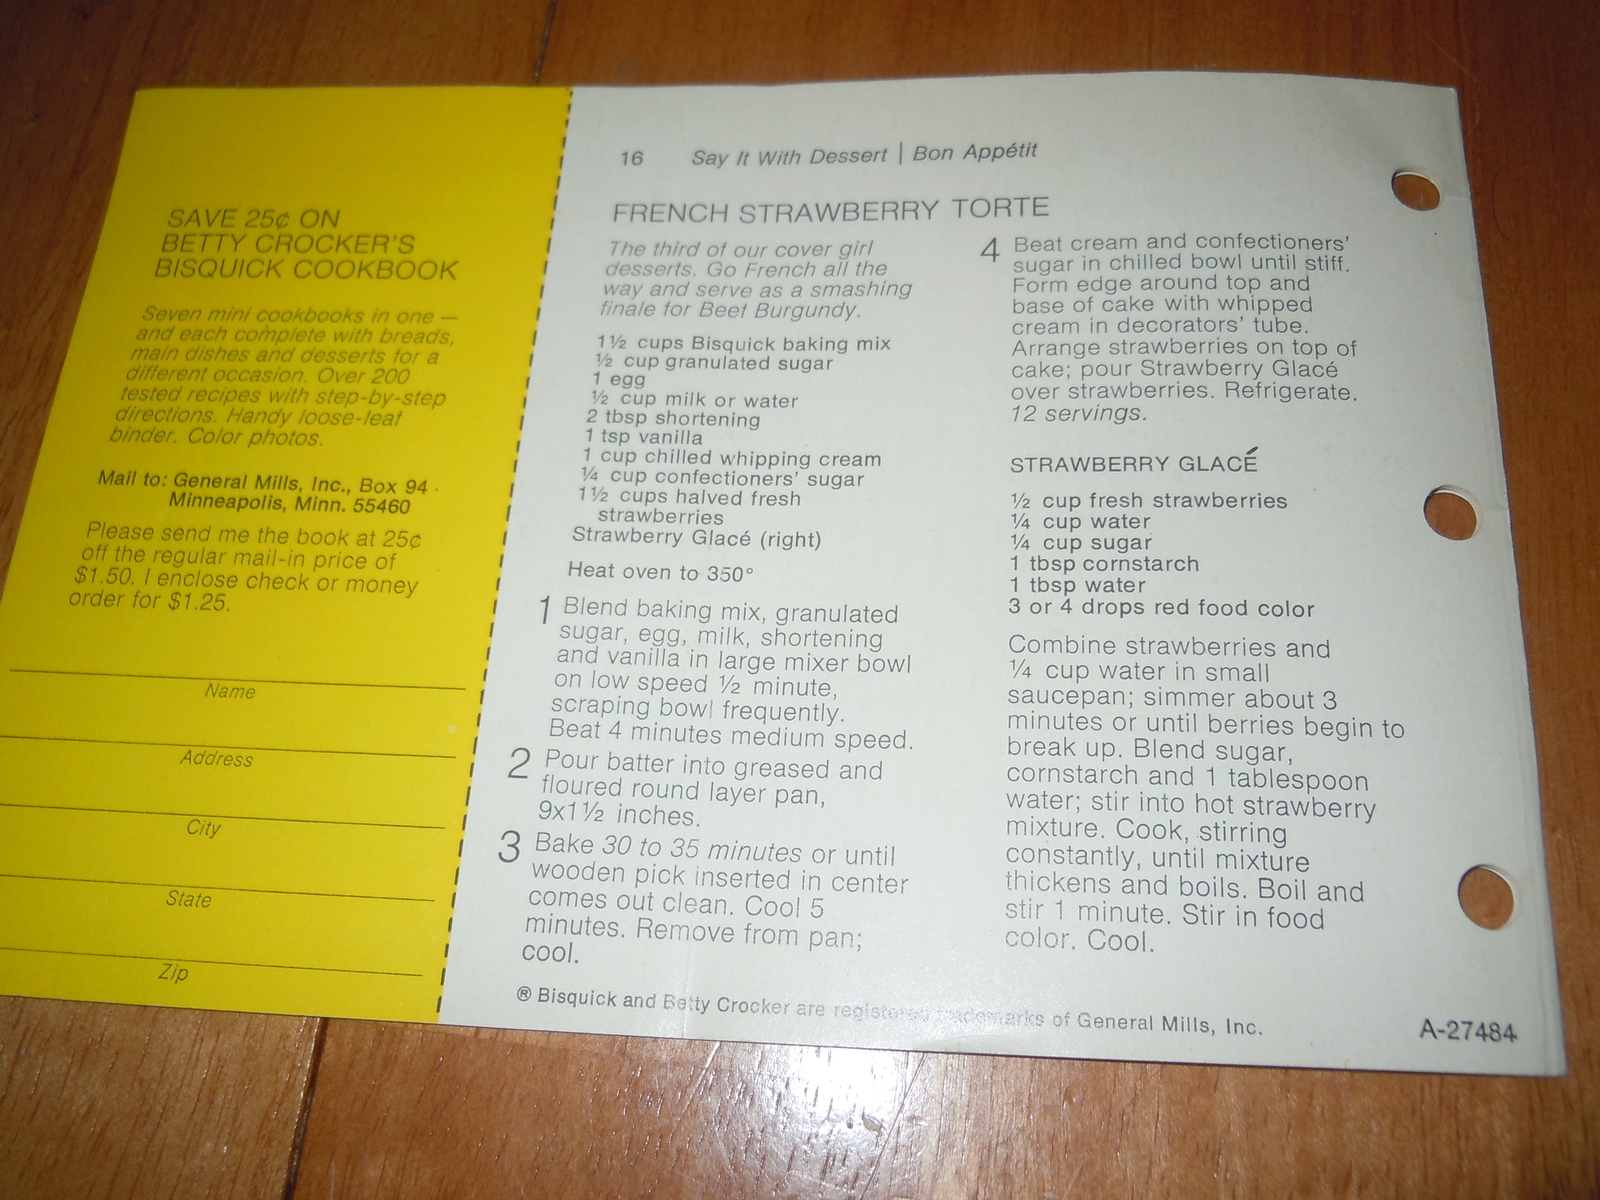 SAVE 25¢ ON
BETTY CROCKER'S
BISQUICK COOKBOOK
Seven mini cookbooks in one —
and each complete with breads,
main dishes and desserts for a
different occasion. Over 200
tested recipes with step-by-step
directions. Handy loose-leaf
binder. Color photos.
Mail to: General Mills, Inc., Box 94
Minneapolis, Minn. 55460
Please send me the book at 25¢
off the regular mail-in price of
$1.50. I enclose check or money
order for $1.25.
Name
Address
City
State
Zip
16 Say It With Dessert | Bon Appétit
FRENCH STRAWBERRY TORTE
The third of our cover girl
desserts. Go French all the
way and serve as a smashing
finale for Beef Burgundy.
1½ cups Bisquick baking mix
½ cup granulated sugar
1 egg
½ cup milk or water
2 tbsp shortening
1 tsp vanilla
1 cup chilled whipping cream
¼ cup confectioners' sugar
1½ cups halved fresh
strawberries
Strawberry Glacé (right)
Heat oven to 350°
1 Blend baking mix, granulated
sugar, egg, milk, shortening
and vanilla in large mixer bowl
on low speed ½ minute,
scraping bowl frequently.
Beat 4 minutes medium speed.
2 Pour batter into greased and
floured round layer pan,
9x1½ inches.
3 Bake 30 to 35 minutes or until
wooden pick inserted in center
comes out clean. Cool 5
minutes. Remove from pan;
cool.
4 Beat cream and confectioners'
sugar in chilled bowl until stiff.
Form edge around top and
base of cake with whipped
cream in decorators' tube.
Arrange strawberries on top of
cake; pour Strawberry Glacé
over strawberries. Refrigerate.
12 servings.
STRAWBERRY GLACÉ
½ cup fresh strawberries
¼ cup water
¼ cup sugar
1 tbsp cornstarch
1 tbsp water
3 or 4 drops red food color
Combine strawberries and
¼ cup water in small
saucepan; simmer about 3
minutes or until berries begin to
break up. Blend sugar,
cornstarch and 1 tablespoon
water; stir into hot strawberry
mixture. Cook, stirring
constantly, until mixture
thickens and boils. Boil and
stir 1 minute. Stir in food
color. Cool.
® Bisquick and Betty Crocker are registered trademarks of General Mills, Inc.
A-27484